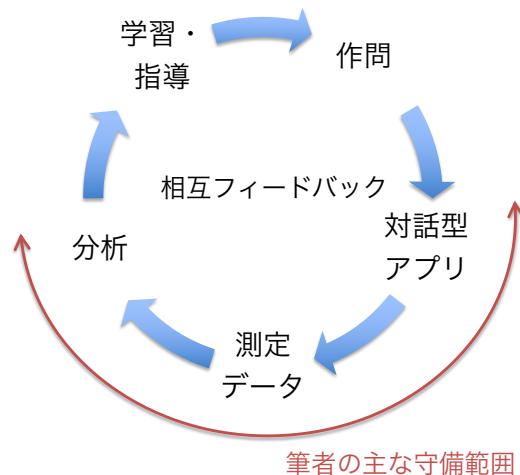 学習・
指導
作問
相互フィードバック
対話型
アプリ
分析
測定
データ
筆者の主な守備範囲